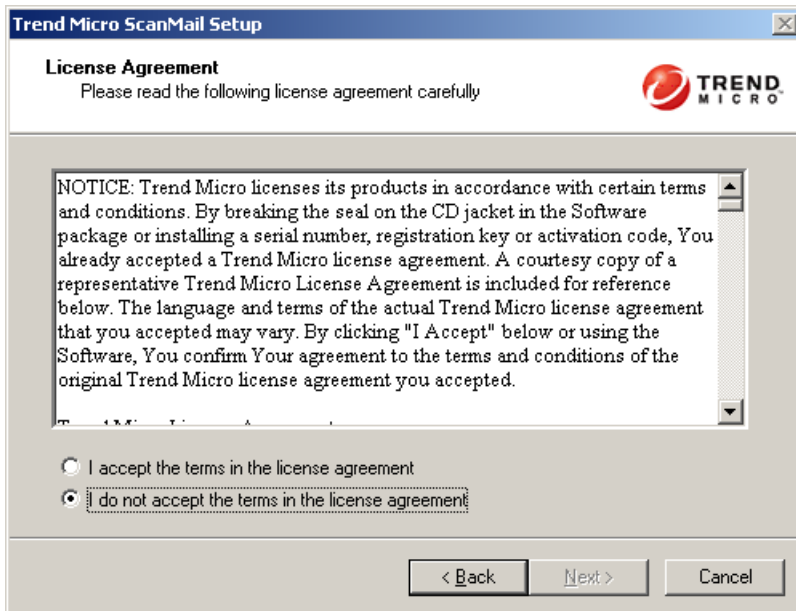 Trend Micro ScanMail Setup
License Agreement
Please read the following license agreement carefully
TREND
MICRO™
NOTICE: Trend Micro licenses its products in accordance with certain terms
and conditions. By breaking the seal on the CD jacket in the Software
package or installing a serial number, registration key or activation code, You
already accepted a Trend Micro license agreement. A courtesy copy of a
representative Trend Micro License Agreement is included for reference
below. The language and terms of the actual Trend Micro license agreement
that you accepted may vary. By clicking "I Accept" below or using the
Software, You confirm Your agreement to the terms and conditions of the
original Trend Micro license agreement you accepted.
I accept the terms in the license agreement
I do not accept the terms in the license agreement
< Back
Next >
Cancel